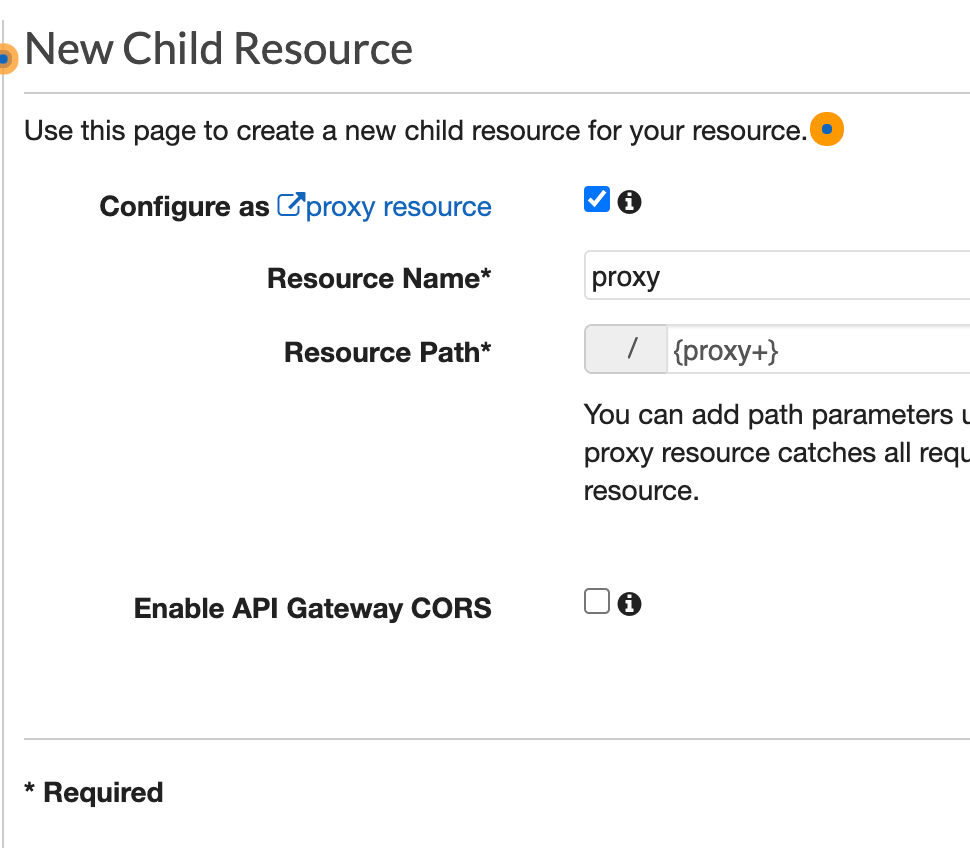 New Child Resource
Use this page to create a new child resource for your resource.
Configure as proxy resource
Resource Name* proxy
Resource Path* / {proxy+}
You can add path parameters
proxy resource catches all requ
resource.
Enable API Gateway CORS
* Required